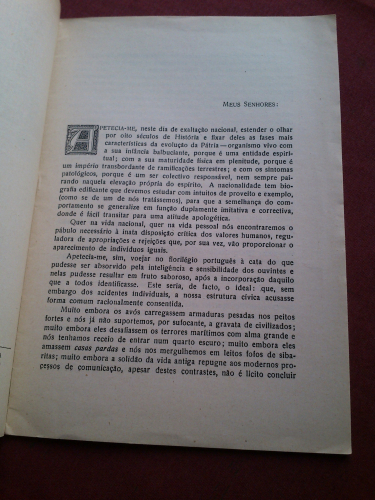 MEUS SENHORES:
APETECIA-ME, neste dia de exaltação nacional, estender o olhar
por oito séculos de História e fixar deles as fases mais
características da evolução da Pátria — organismo vivo com
a sua infância balbuciante, porque é uma entidade espiri-
tual; com a sua maturidade física em plenitude, porque é
um império transbordante de ramificações terrestres; e com os sinais
patológicos, porque é um ser colectivo responsável, nem sempre pai-
rando naquela elevação própria do espírito. A nacionalidade tem bio-
grafia edificante que devemos estudar com intuitos de proveito e exemplo,
(como se de um de nós tratássemos), para que a semelhança do com-
portamento se generalize em função duplamente imitativa e correctiva,
donde é fácil transitar para uma atitude apologética.
Quer na vida nacional, quer na vida pessoal nós encontraremos o
pábulo necessário à insta disposição crítica dos valores humanos, regu-
ladora de apropriações e rejeições que, por sua vez, vão proporcionar o
aparecimento de indivíduos iguais.
Apetecia-me, sim, voejar no florilégio português à cata do que
pudesse ser absorvido pela inteligência e sensibilidade dos ouvintes e
nelas pudesse resultar em fruto saboroso, após a incorporação daquilo
que a todos identificasse. Este seria, de facto, o ideal: que, sem
embargo dos acidentes individuais, a nossa estrutura cívica acusasse
forma comum racionalmente consentida.
Muito embora os avós carregassem armaduras pesadas nos peitos
fortes e nós já não suportemos, por sufocante, a gravata de civilizados;
muito embora eles desafiassem os terrores marítimos com alma grande e
nós tenhamos receio de entrar num quarto escuro; muito embora eles
amassem casas pardas e nós nos mergulhemos em leitos fofos de siba-
ritas; muito embora a solidão da vida antiga repugne aos modernos pro-
cessos de comunicação, apesar destes contrastes, não é lícito concluir